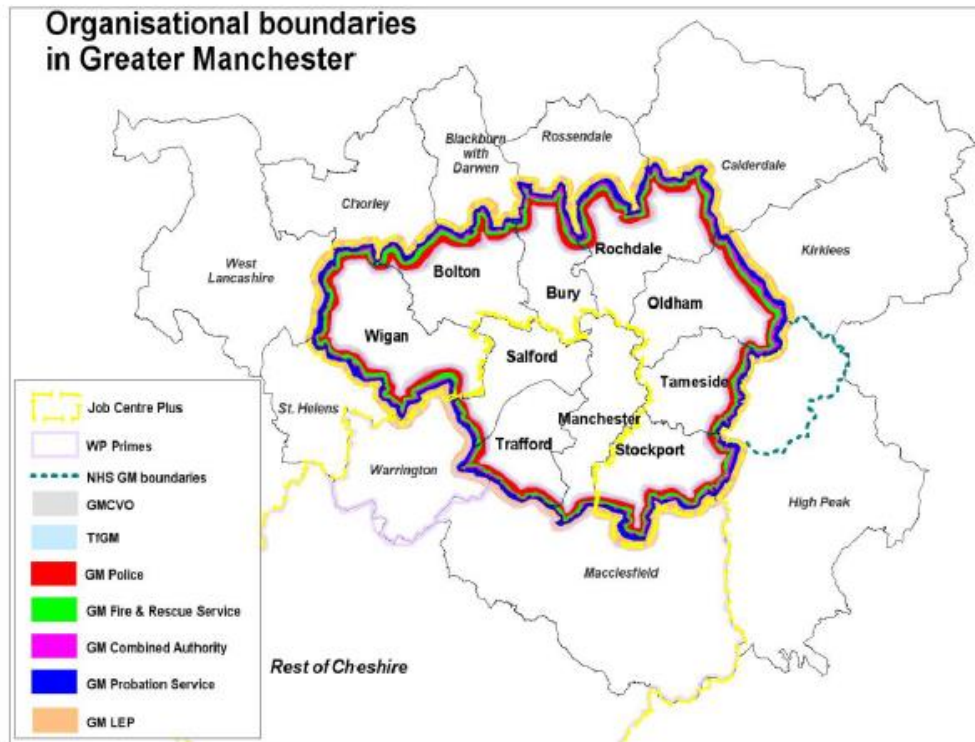 Organisational boundaries
in Greater Manchester
Blackburn
with
Darwen
Rossendale
Calderdale
Chorley
Kirklees
West
Lancashire
Rochdale
Bolton
Bury
Oldham
Wigan
Salford
Tameside
St. Helens
Manchester
Trafford
Stockport
Warrington
High Peak
Macclesfield
Rest of Cheshire
Job Centre Plus
WP Primes
NHS GM boundaries
GMCVO
TfGM
GM Police
GM Fire & Rescue Service
GM Combined Authority
GM Probation Service
GM LEP